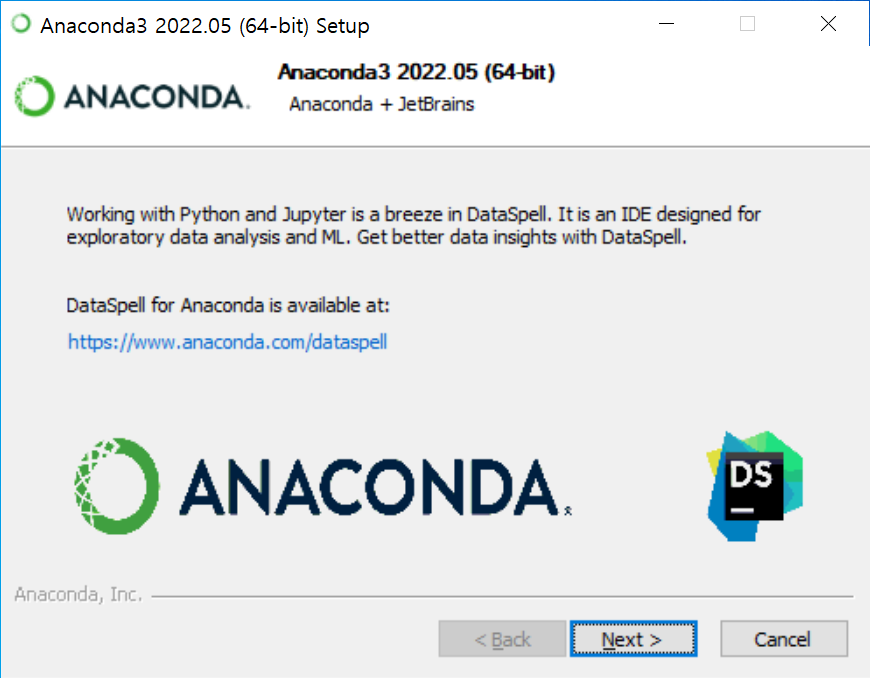 Anaconda3 2022.05 (64-bit) Setup
ANACONDA.
Anaconda3 2022.05 (64-bit)
Anaconda + JetBrains
Working with Python and Jupyter is a breeze in DataSpell. It is an IDE designed for
exploratory data analysis and ML. Get better data insights with DataSpell.
DataSpell for Anaconda is available at:
https://www.anaconda.com/dataspell
ANACONDA.
DS
Anaconda, Inc.
< Back
Next >
Cancel